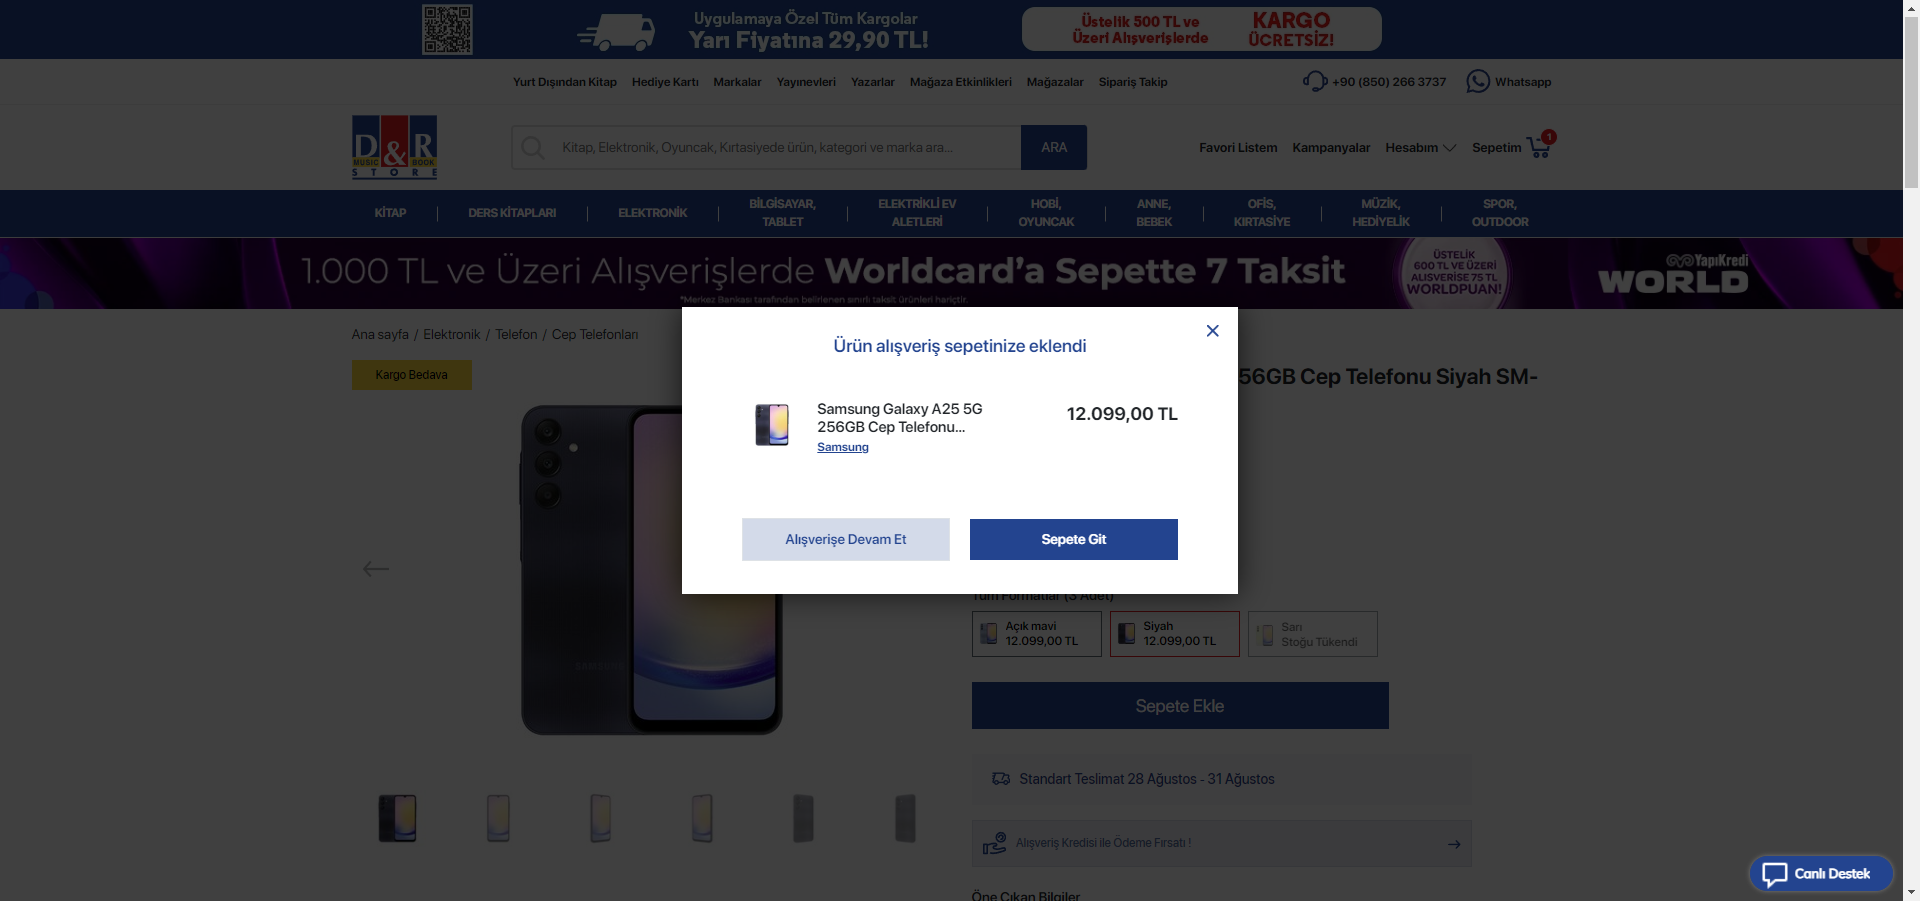 Uygulamaya Özel Tüm Kargolar
Yarı Fiyatına 29,90 TL!
Üstelik 500 TL ve
Üzeri Alışverişlerde
KARGO
ÜCRETSİZ!
Yurt Dışından Kitap Hediye Kartı Markalar Yayınevleri Yazarlar Mağaza Etkinlikleri Mağazalar Sipariş Takip
+90 (850) 266 3737 Whatsapp
D&R
MUSIC BOOK
STORE
Kitap, Elektronik, Oyuncak, Kırtasiyede ürün, kategori ve marka ara...
ARA
Favori Listem Kampanyalar Hesabım Sepetim 1
KİTAP
DERS KİTAPLARI
ELEKTRONİK
BİLGİSAYAR,
TABLET
ELEKTRİKLİ EV
ALETLERİ
HOBİ,
OYUNCAK
ANNE,
BEBEK
OFİS,
KIRTASİYE
MÜZİK,
HEDİYELİK
SPOR,
OUTDOOR
1.000 TL ve Üzeri Alışverişlerde Worldcard'a Sepette 7 Taksit
*Merkez Bankası tarafından belirlenen sınırlı taksit ürünleri hariçtir.
ÜSTELİK
600 TL VE ÜZERİ
ALIŞVERİŞE 75 TL
WORLDPUAN!
YapıKredi
WORLD
Ana sayfa / Elektronik / Telefon / Cep Telefonları
Kargo Bedava
56GB Cep Telefonu Siyah SM-
Ürün alışveriş sepetinize eklendi
Samsung Galaxy A25 5G
256GB Cep Telefonu...
Samsung
12.099,00 TL
Alışverişe Devam Et
Sepete Git
Tüm Formatlar (3 Adet)
Açık mavi
12.099,00 TL
Siyah
12.099,00 TL
Sarı
Stoğu Tükendi
Sepete Ekle
Standart Teslimat 28 Ağustos - 31 Ağustos
Alışveriş Kredisi ile Ödeme Fırsatı !
Öne Çıkan Bilgiler
Canlı Destek